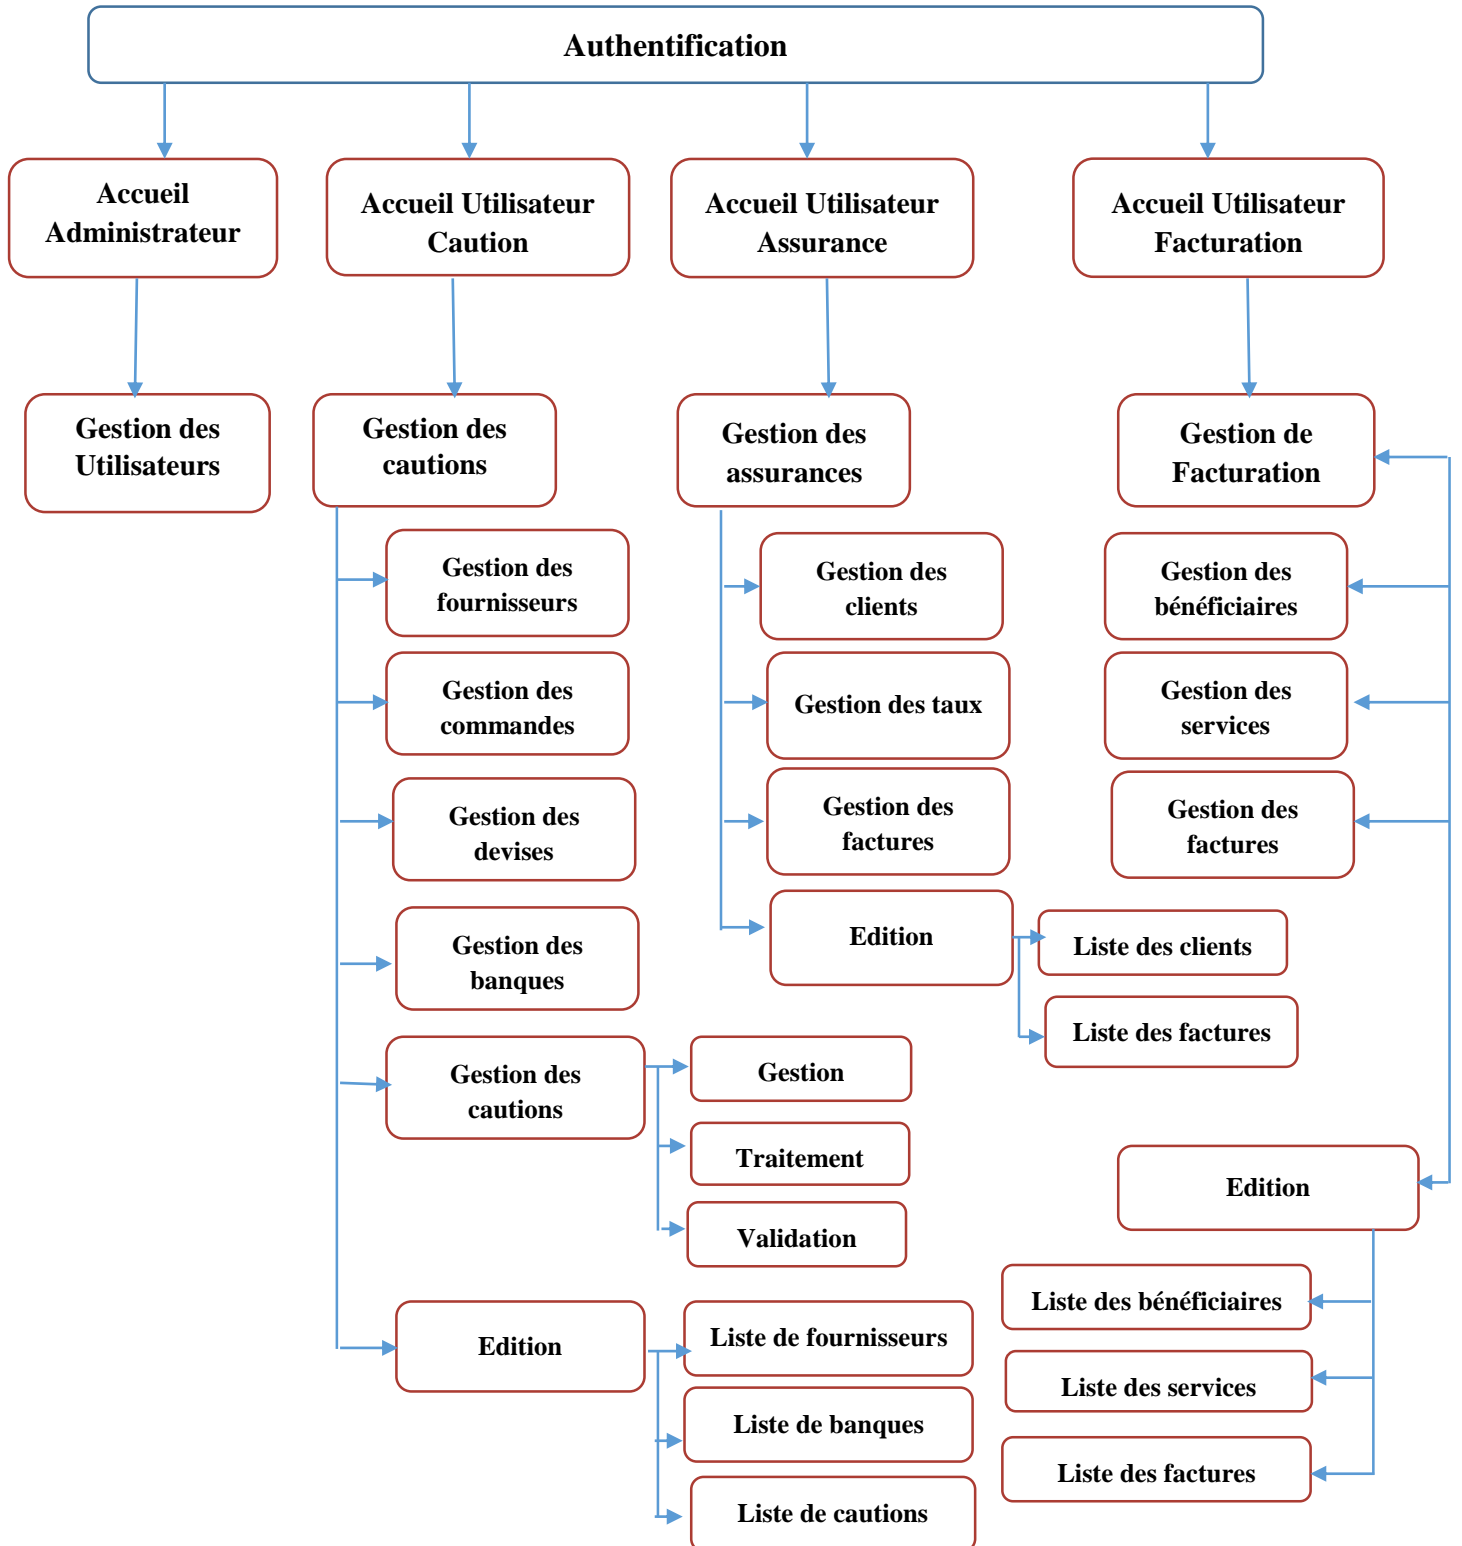 Authentification
Accueil
Administrateur
Accueil Utilisateur
Caution
Accueil Utilisateur
Assurance
Accueil Utilisateur
Facturation
Gestion des
Utilisateurs
Gestion des
cautions
Gestion des
assurances
Gestion de
Facturation
Gestion des
fournisseurs
Gestion des
clients
Gestion des
bénéficiaires
Gestion des
commandes
Gestion des taux
Gestion des
services
Gestion des
devises
Gestion des
factures
Gestion des
factures
Gestion des
banques
Edition
Liste des clients
Liste des factures
Gestion des
cautions
Gestion
Traitement
Validation
Edition
Edition
Liste de fournisseurs
Liste de banques
Liste de cautions
Liste des bénéficiaires
Liste des services
Liste des factures